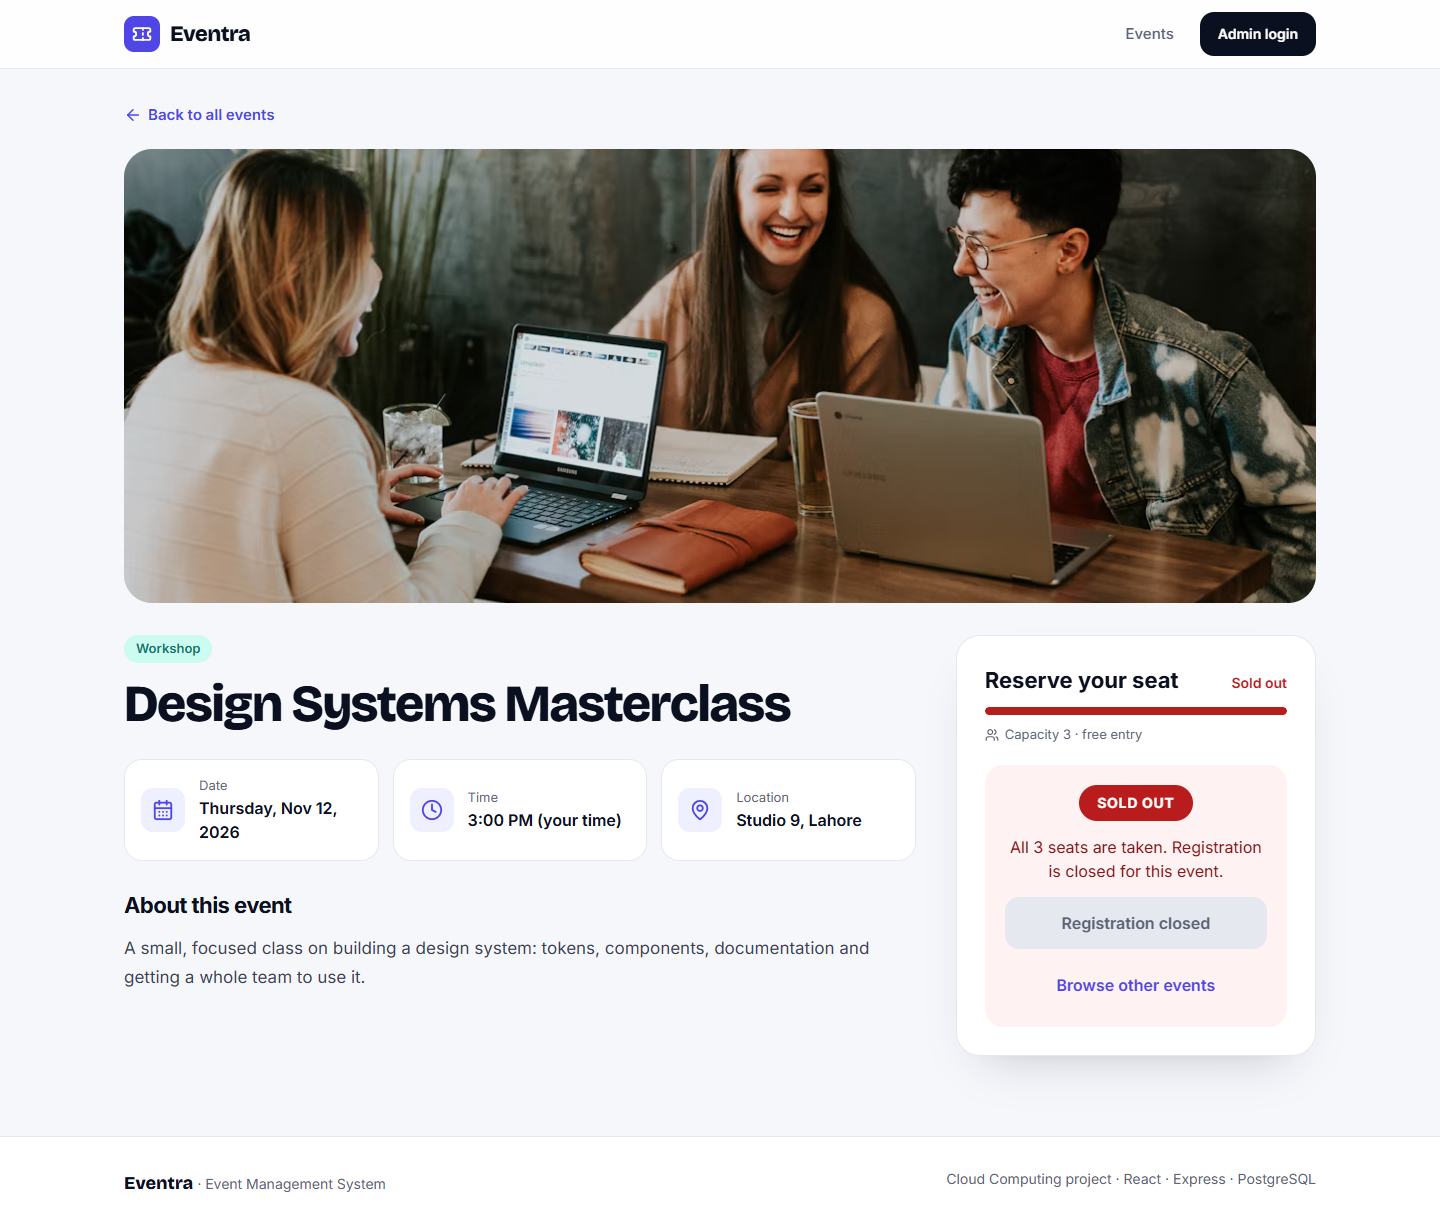 Eventra
Events
Admin login
Back to all events
SAMSUNG
Workshop
Design Systems Masterclass
Date
Thursday, Nov 12,
2026
Time
3:00 PM (your time)
Location
Studio 9, Lahore
About this event
A small, focused class on building a design system: tokens, components, documentation and
getting a whole team to use it.
Reserve your seat
Sold out
Capacity 3 · free entry
SOLD OUT
All 3 seats are taken. Registration
is closed for this event.
Registration closed
Browse other events
Eventra · Event Management System
Cloud Computing project · React · Express · PostgreSQL